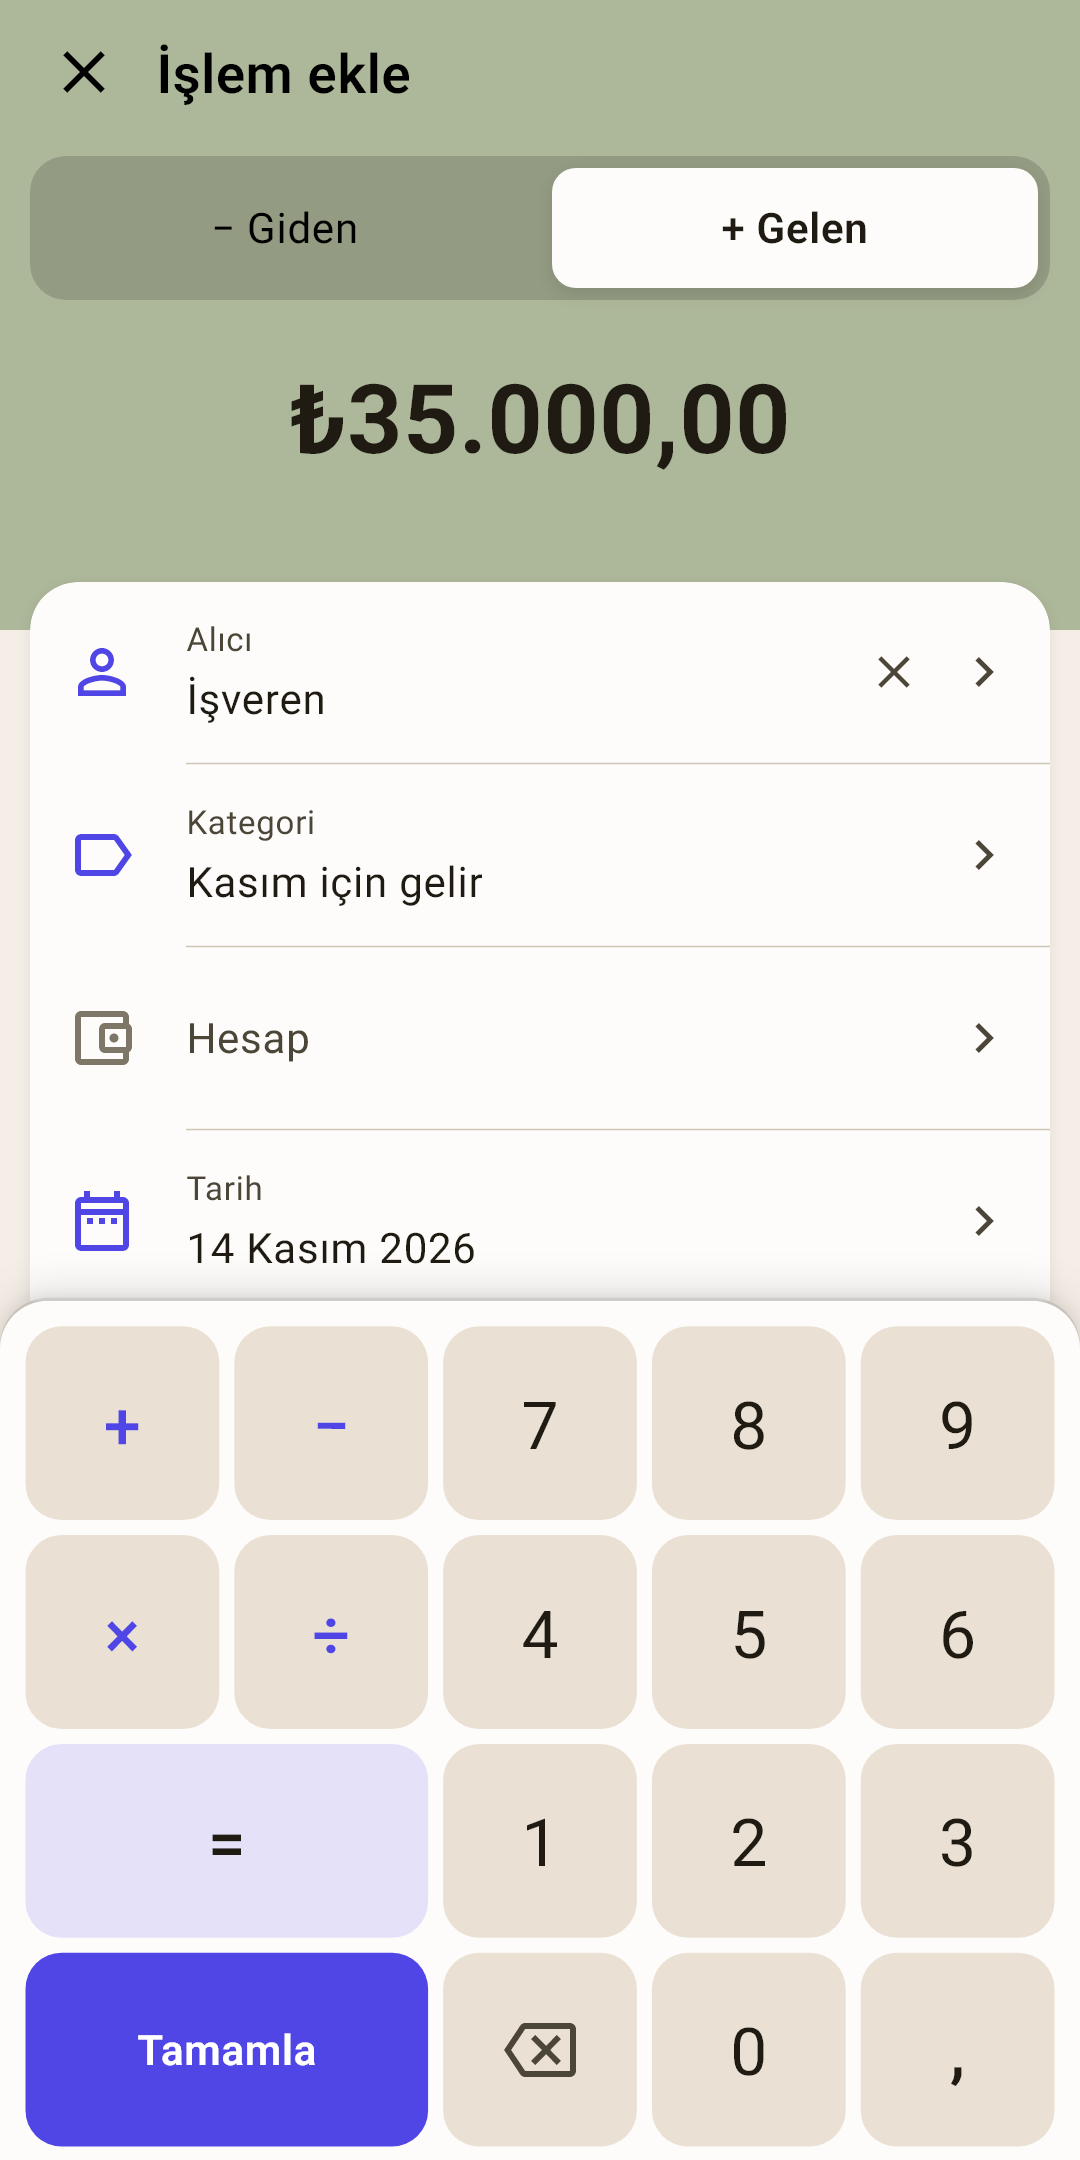 İşlem ekle
− Giden
+ Gelen
₺35.000,00
Alıcı
İşveren
Kategori
Kasım için gelir
Hesap
Tarih
14 Kasım 2026
+ − 7 8 9
× ÷ 4 5 6
= 1 2 3
Tamamla 0 ,